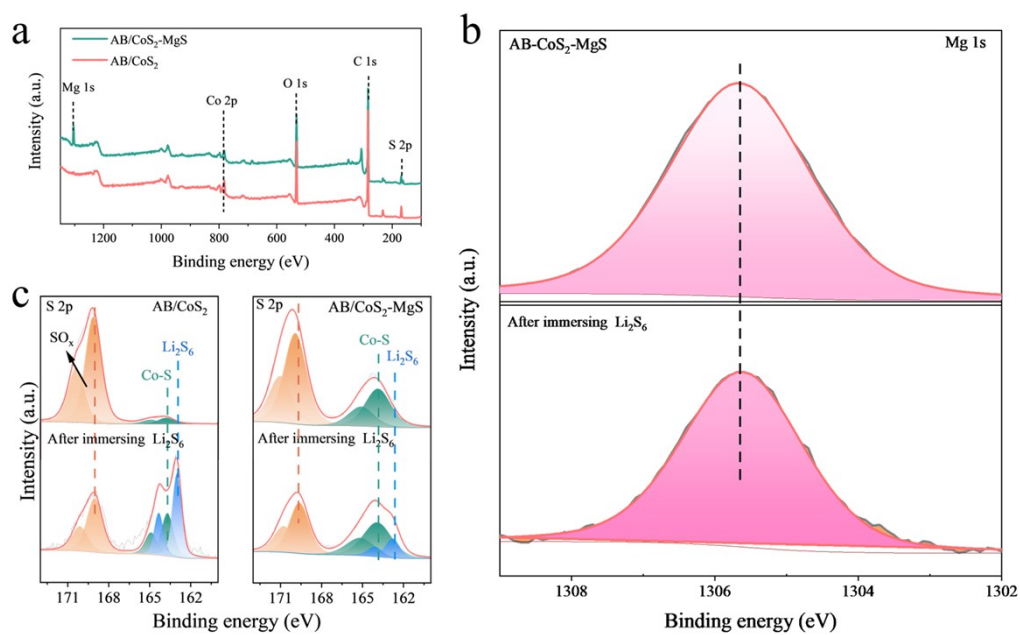 a
AB/CoS₂-MgS
AB/CoS₂
Mg 1s
Co 2p
O 1s
C 1s
S 2p
Intensity (a.u.)
1200 1000 800 600 400 200
Binding energy (eV)
b
AB-CoS₂-MgS Mg 1s
After immersing Li₂S₆
Intensity (a.u.)
1308 1306 1304 1302
Binding energy (eV)
c
S 2p AB/CoS₂
SOₓ
Co-S
Li₂S₆
After immersing Li₂S₆
Intensity (a.u.)
171 168 165 162
S 2p AB/CoS₂-MgS
Co-S
Li₂S₆
After immersing Li₂S₆
171 168 165 162
Binding energy (eV)